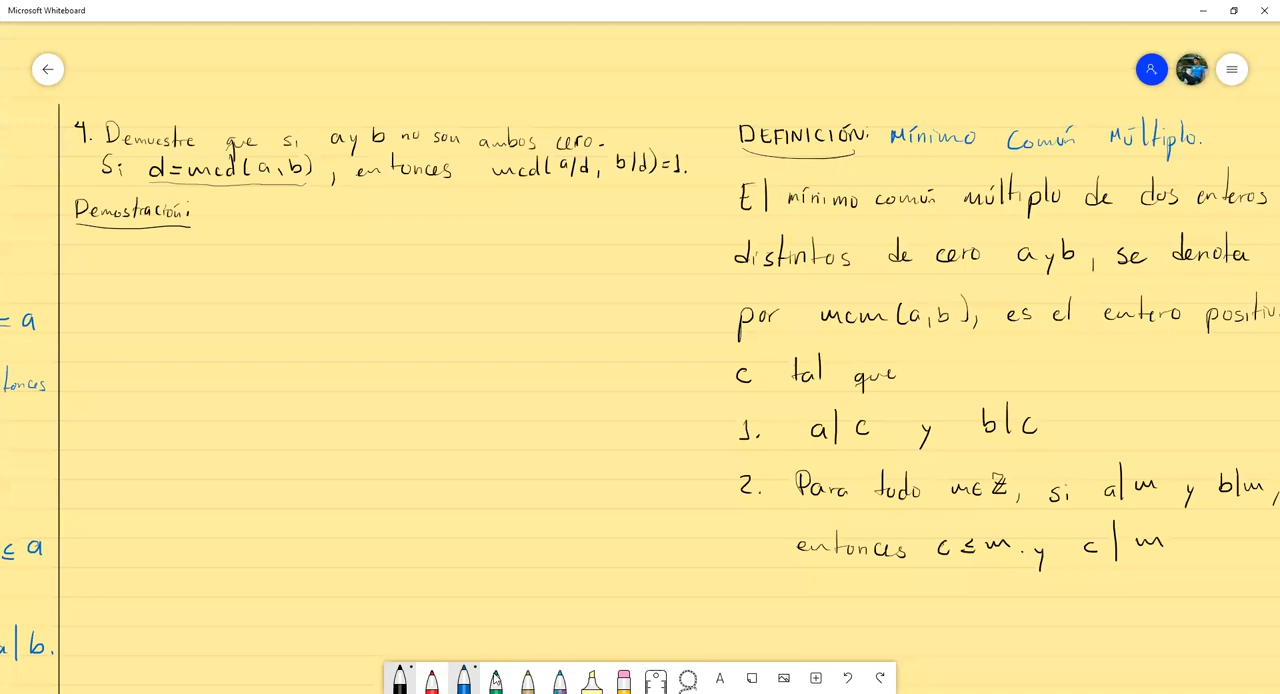 Microsoft Whiteboard
4. Demuestre que si a y b no son ambos cero.
Si d=mcd(a,b), entonces mcd(a/d, b/d)=1.
Demostración:
= a
tonces
≤ a
a| b.
DEFINICIÓN: Mínimo Común Múltiplo.
El mínimo común múltiplo de dos enteros
distintos de cero a y b, se denota
por mcm(a,b), es el entero positivo
c tal que
1. a|c y b|c
2. Para todo m∈ℤ, si a|m y b|m,
entonces c≤m. y c|m
A